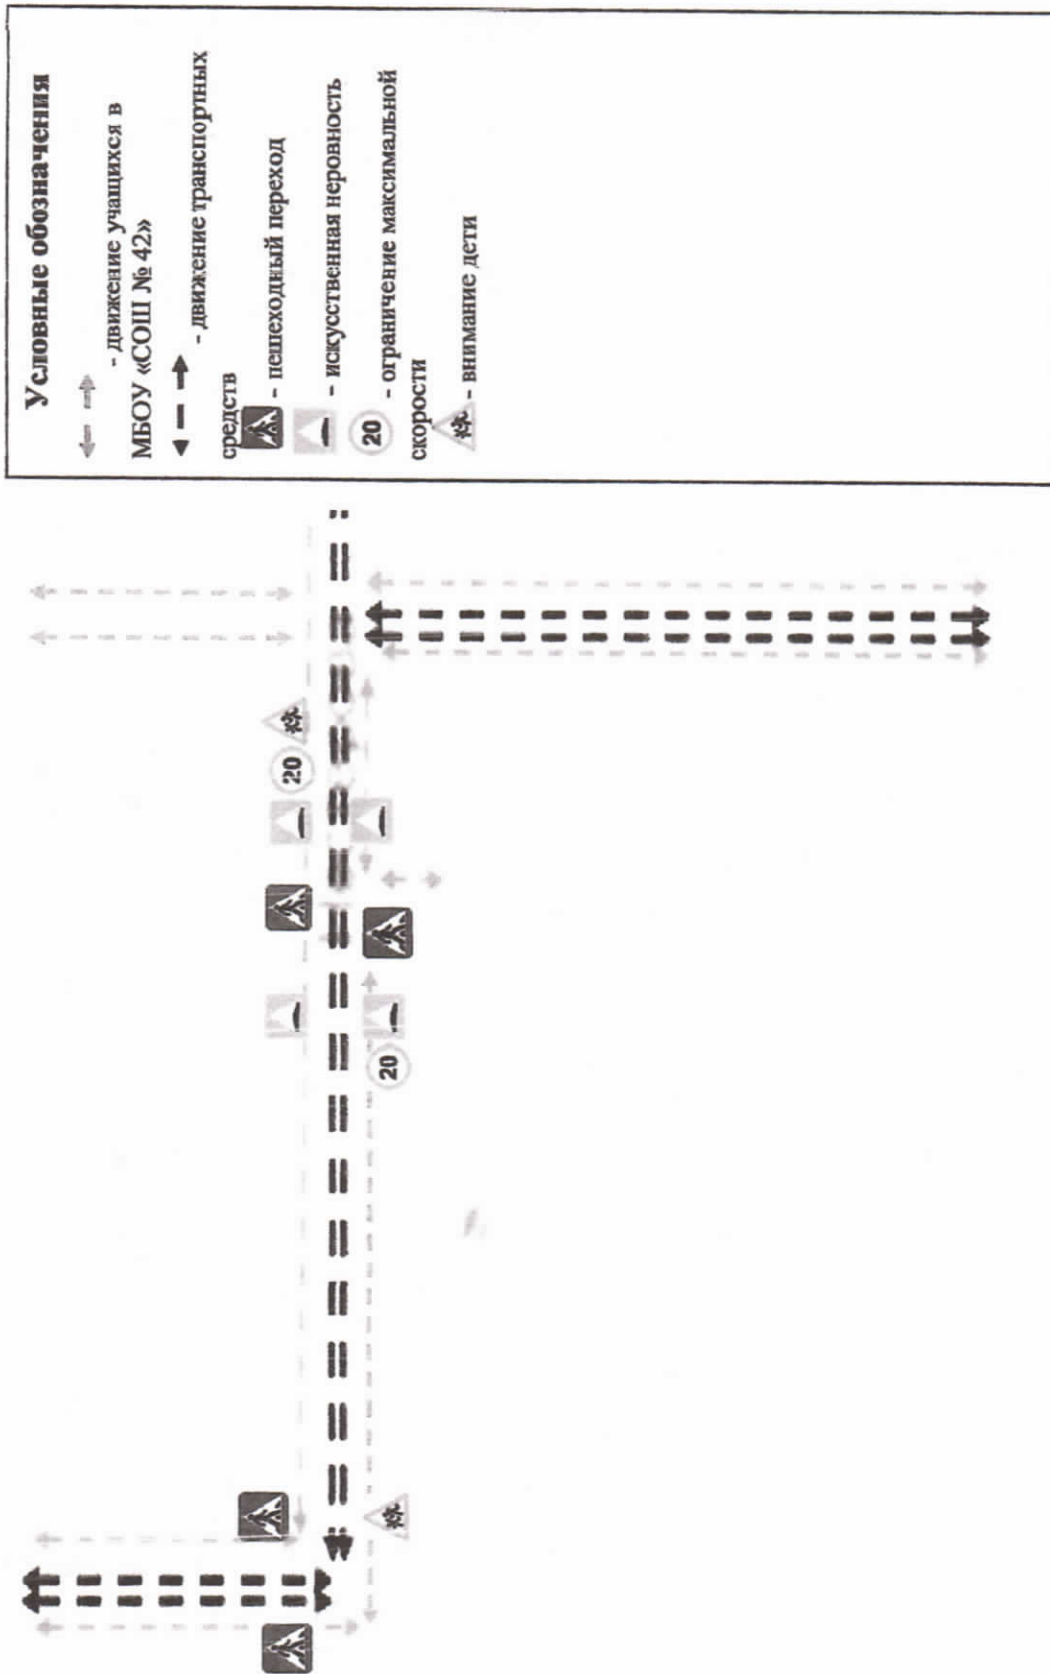 Условные обозначения
- движение учащихся в
МБОУ «СОШ № 42»
- движение транспортных
средств
- пешеходный переход
- искусственная неровность
20 - ограничение максимальной
скорости
- внимание дети
20
20